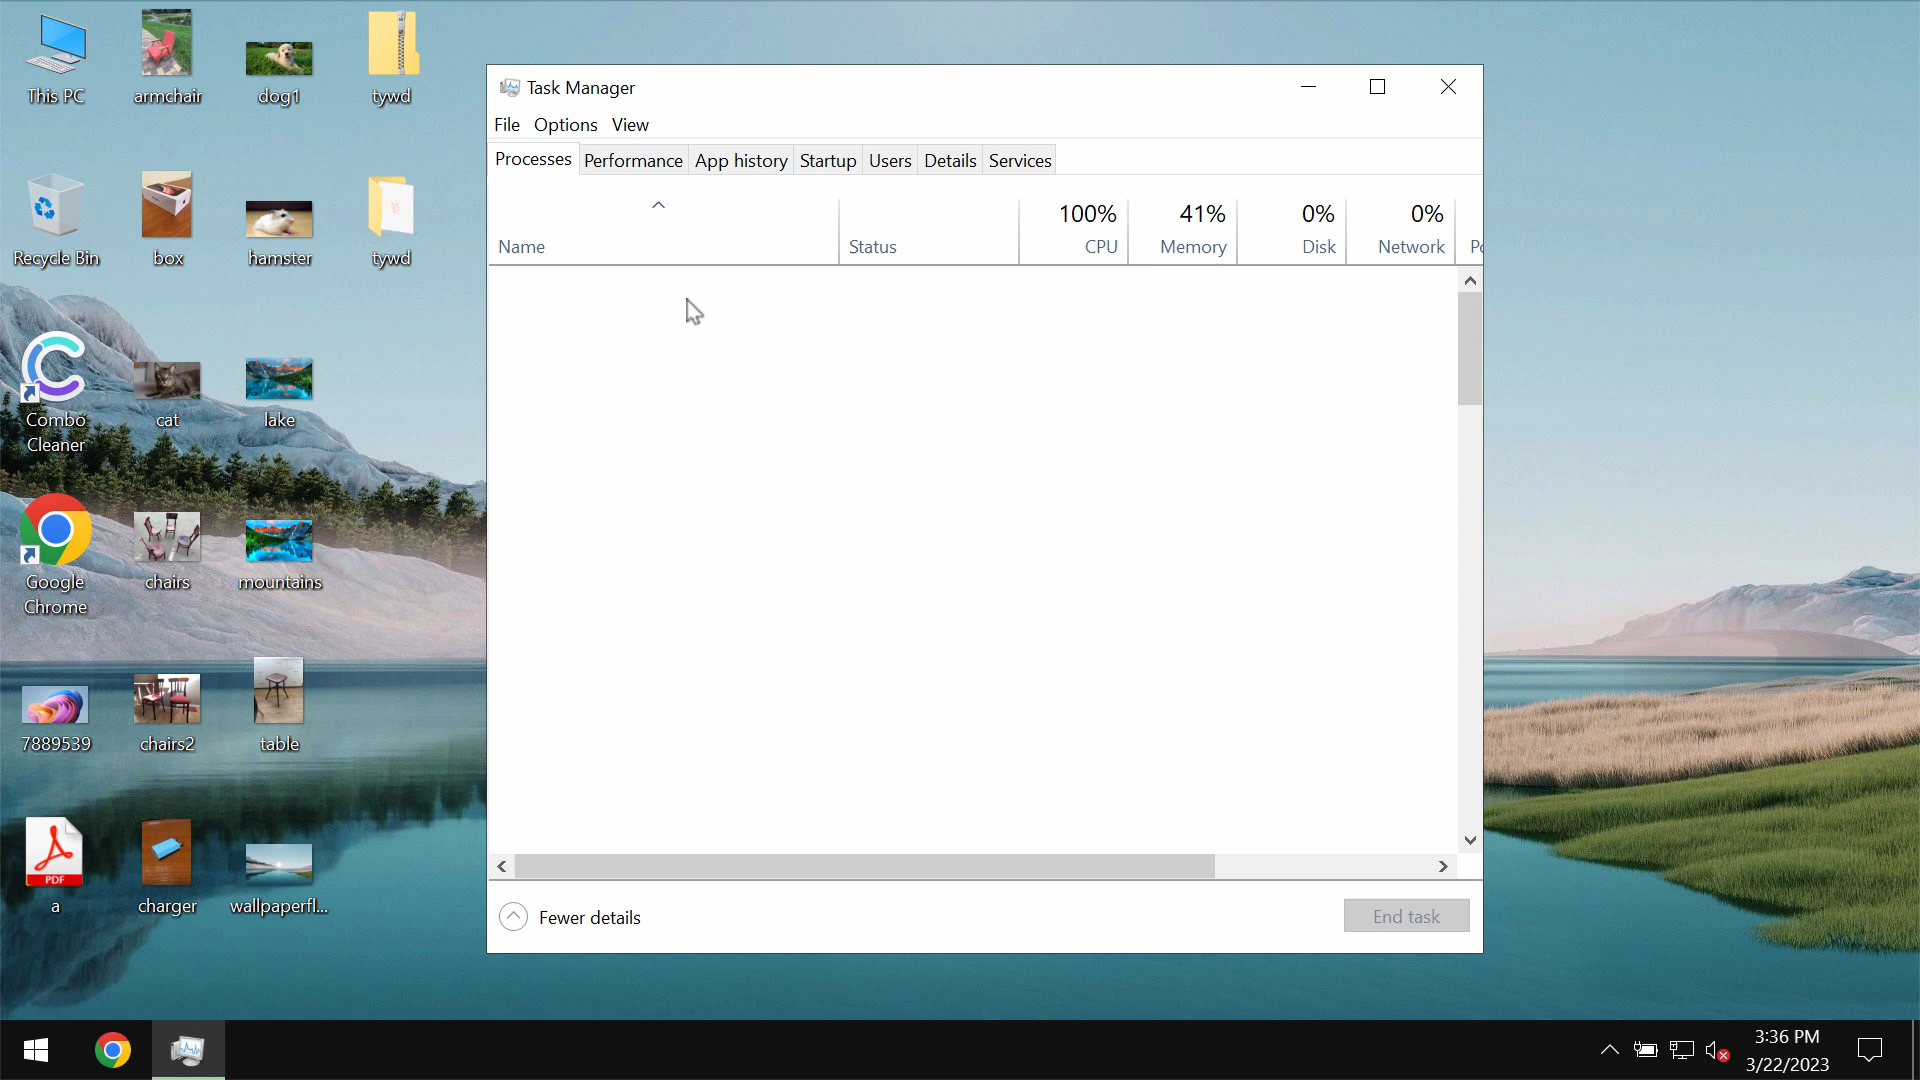 This PC
armchair
dog1
tywd
Recycle Bin
box
hamster
tywd
Combo
Cleaner
cat
lake
Google
Chrome
chairs
mountains
7889539
chairs2
table
PDF
a
charger
wallpaperfl...
Task Manager
File Options View
Processes Performance App history Startup Users Details Services
100% 41% 0% 0%
Name Status CPU Memory Disk Network Po
Fewer details
End task
3:36 PM
3/22/2023